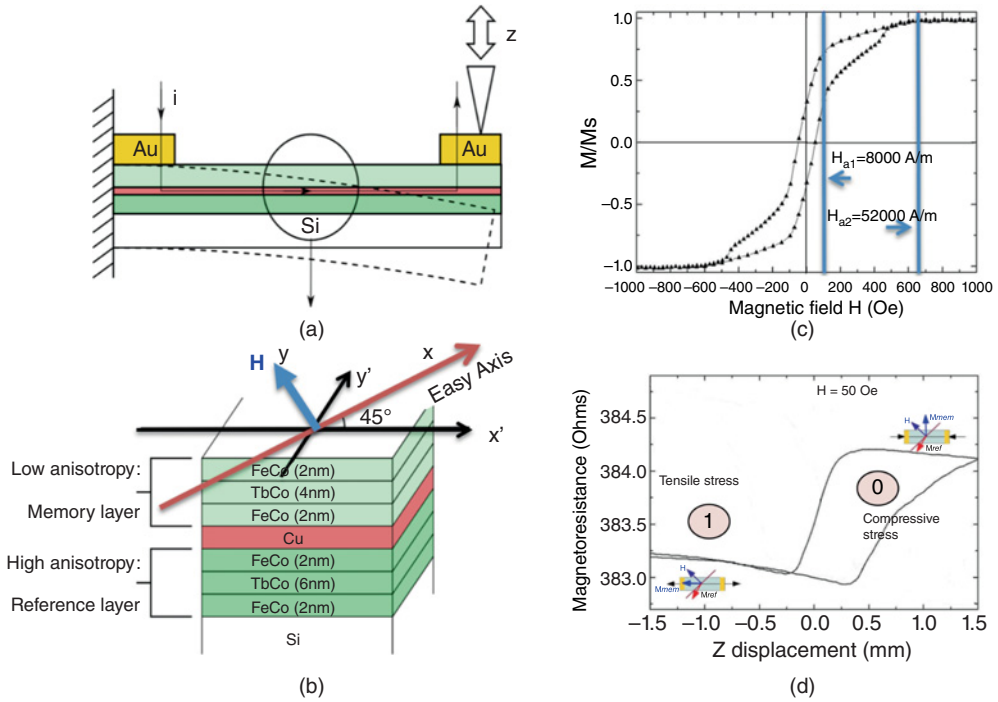 z
i
Au
Au
Si
(a)
H
y
y'
x
Easy Axis
45°
x'
Low anisotropy:
Memory layer
High anisotropy:
Reference layer
FeCo (2nm)
TbCo (4nm)
FeCo (2nm)
Cu
FeCo (2nm)
TbCo (6nm)
FeCo (2nm)
Si
(b)
M/Ms
1.0
0.5
0.0
−0.5
−1.0
Ha1=8000 A/m
Ha2=52000 A/m
−1000 −800 −600 −400 −200 0 200 400 600 800 1000
Magnetic field H (Oe)
(c)
Magnetoresistance (Ohms)
384.5
384.0
383.5
383.0
H = 50 Oe
H
Mmem
Mref
Tensile stress
1
0
Compressive
stress
H
Mmem
Mref
−1.5 −1.0 −0.5 0.0 0.5 1.0 1.5
Z displacement (mm)
(d)